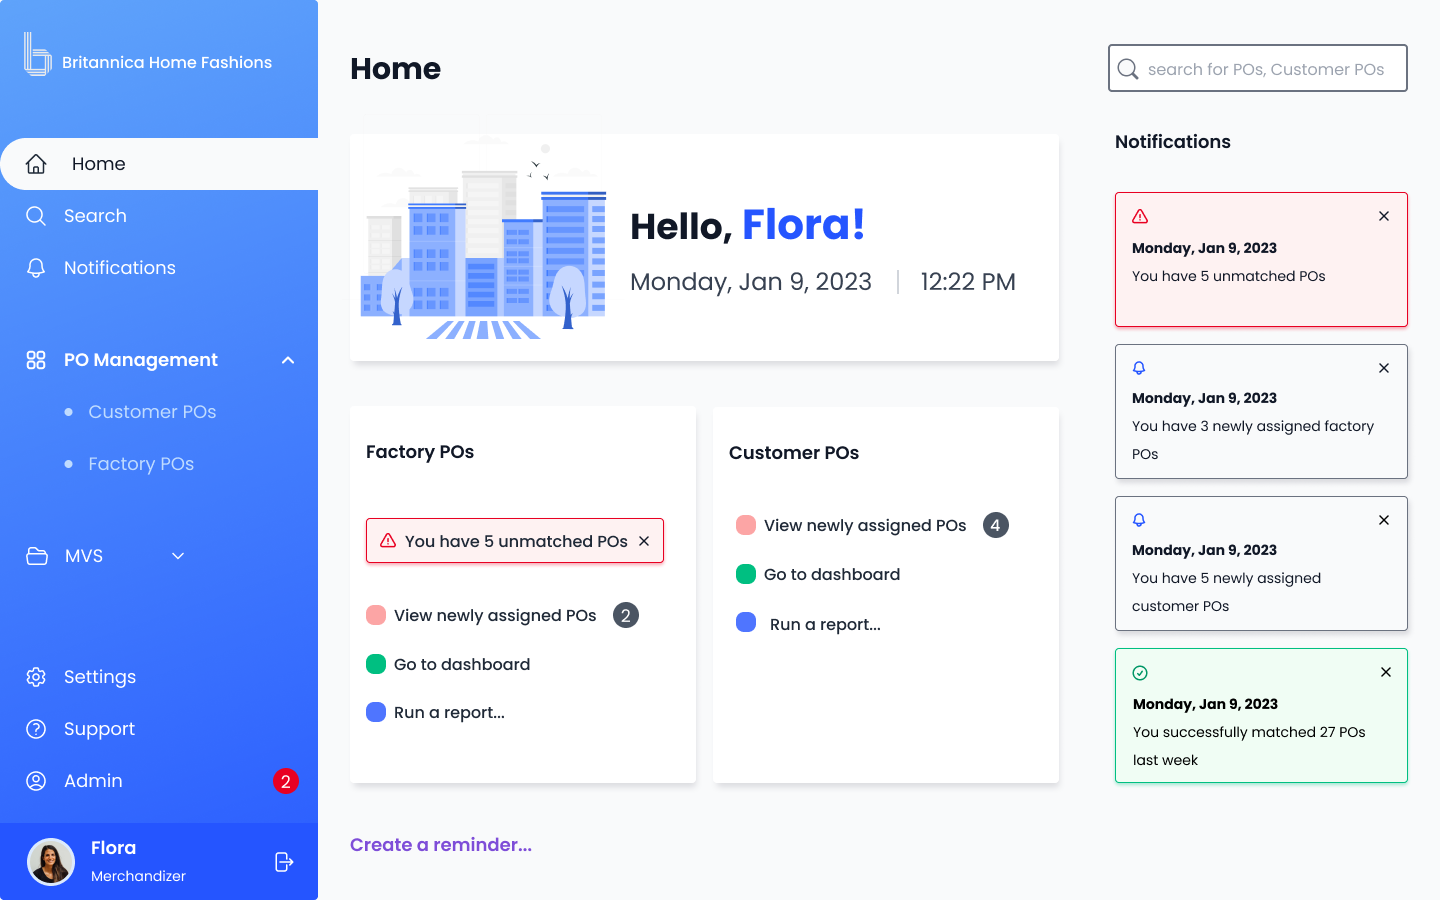 Britannica Home Fashions
Home
Search
Notifications
PO Management
Customer POs
Factory POs
MVS
Settings
Support
Admin
2
Flora
Merchandizer
Home
Hello, Flora!
Monday, Jan 9, 2023 | 12:22 PM
Factory POs
You have 5 unmatched POs
View newly assigned POs 2
Go to dashboard
Run a report...
Customer POs
View newly assigned POs 4
Go to dashboard
Run a report...
Create a reminder...
search for POs, Customer POs
Notifications
Monday, Jan 9, 2023
You have 5 unmatched POs
Monday, Jan 9, 2023
You have 3 newly assigned factory
POs
Monday, Jan 9, 2023
You have 5 newly assigned
customer POs
Monday, Jan 9, 2023
You successfully matched 27 POs
last week